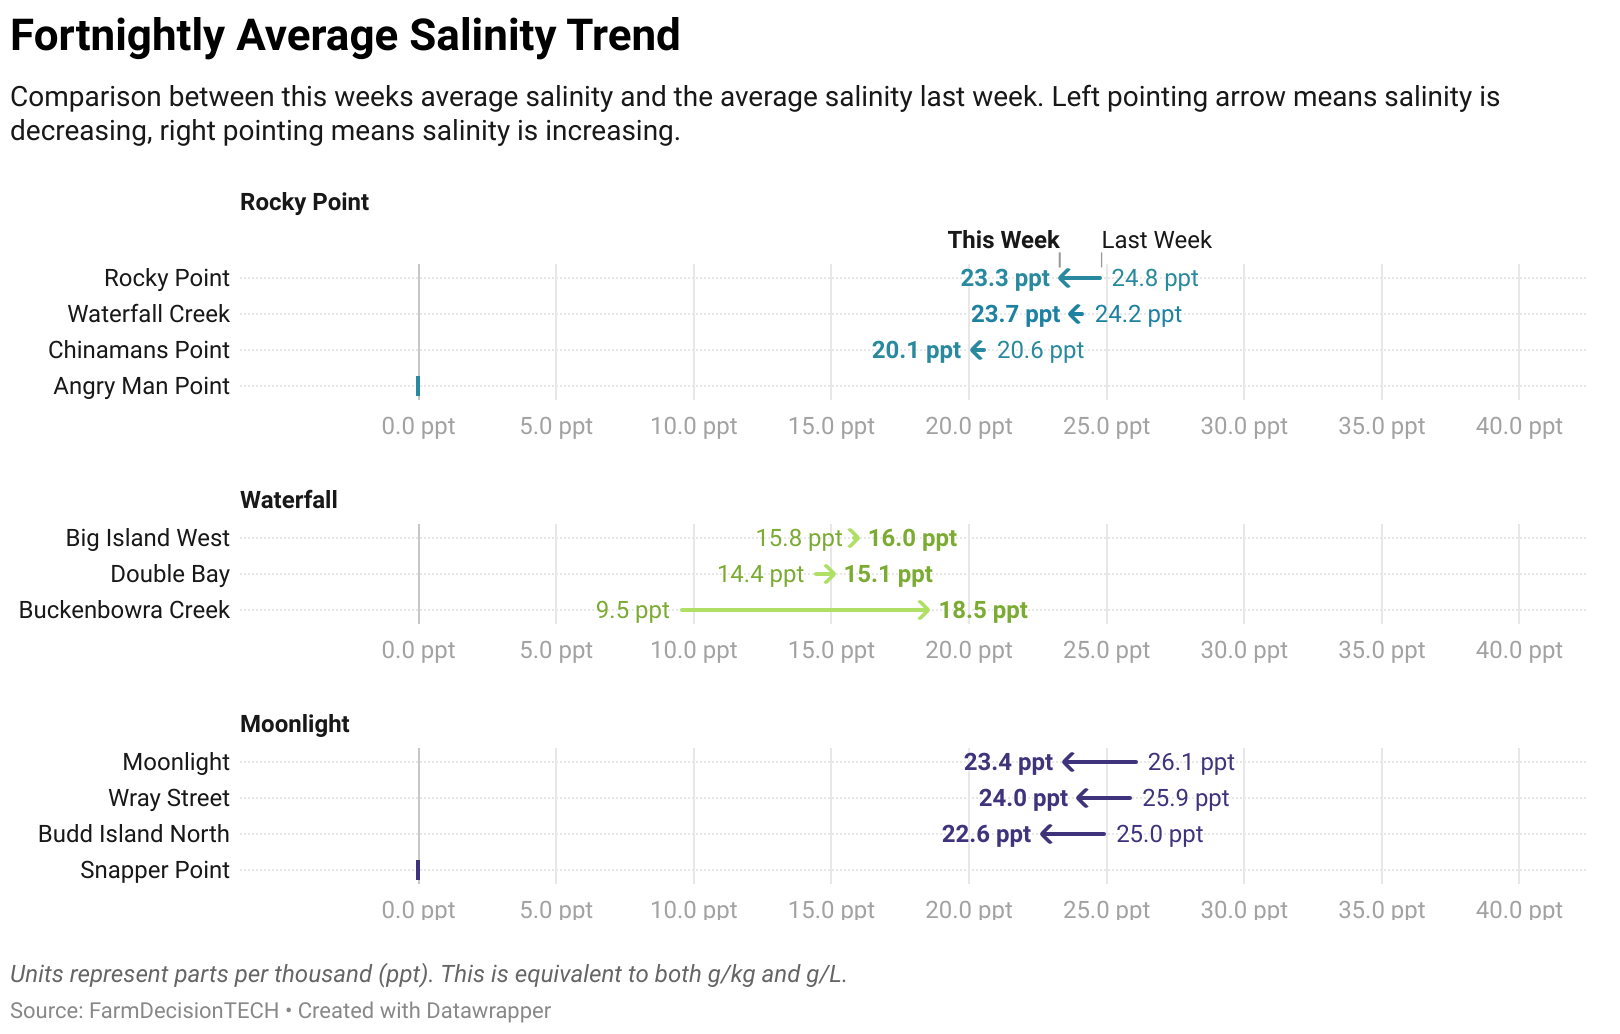 Fortnightly Average Salinity Trend
Comparison between this weeks average salinity and the average salinity last week. Left pointing arrow means salinity is
decreasing, right pointing means salinity is increasing.
Rocky Point
This Week Last Week
Rocky Point 23.3 ppt 24.8 ppt
Waterfall Creek 23.7 ppt 24.2 ppt
Chinamans Point 20.1 ppt 20.6 ppt
Angry Man Point
0.0 ppt 5.0 ppt 10.0 ppt 15.0 ppt 20.0 ppt 25.0 ppt 30.0 ppt 35.0 ppt 40.0 ppt
Waterfall
Big Island West 15.8 ppt 16.0 ppt
Double Bay 14.4 ppt 15.1 ppt
Buckenbowra Creek 9.5 ppt 18.5 ppt
0.0 ppt 5.0 ppt 10.0 ppt 15.0 ppt 20.0 ppt 25.0 ppt 30.0 ppt 35.0 ppt 40.0 ppt
Moonlight
Moonlight 23.4 ppt 26.1 ppt
Wray Street 24.0 ppt 25.9 ppt
Budd Island North 22.6 ppt 25.0 ppt
Snapper Point
0.0 ppt 5.0 ppt 10.0 ppt 15.0 ppt 20.0 ppt 25.0 ppt 30.0 ppt 35.0 ppt 40.0 ppt
Units represent parts per thousand (ppt). This is equivalent to both g/kg and g/L.
Source: FarmDecisionTECH • Created with Datawrapper